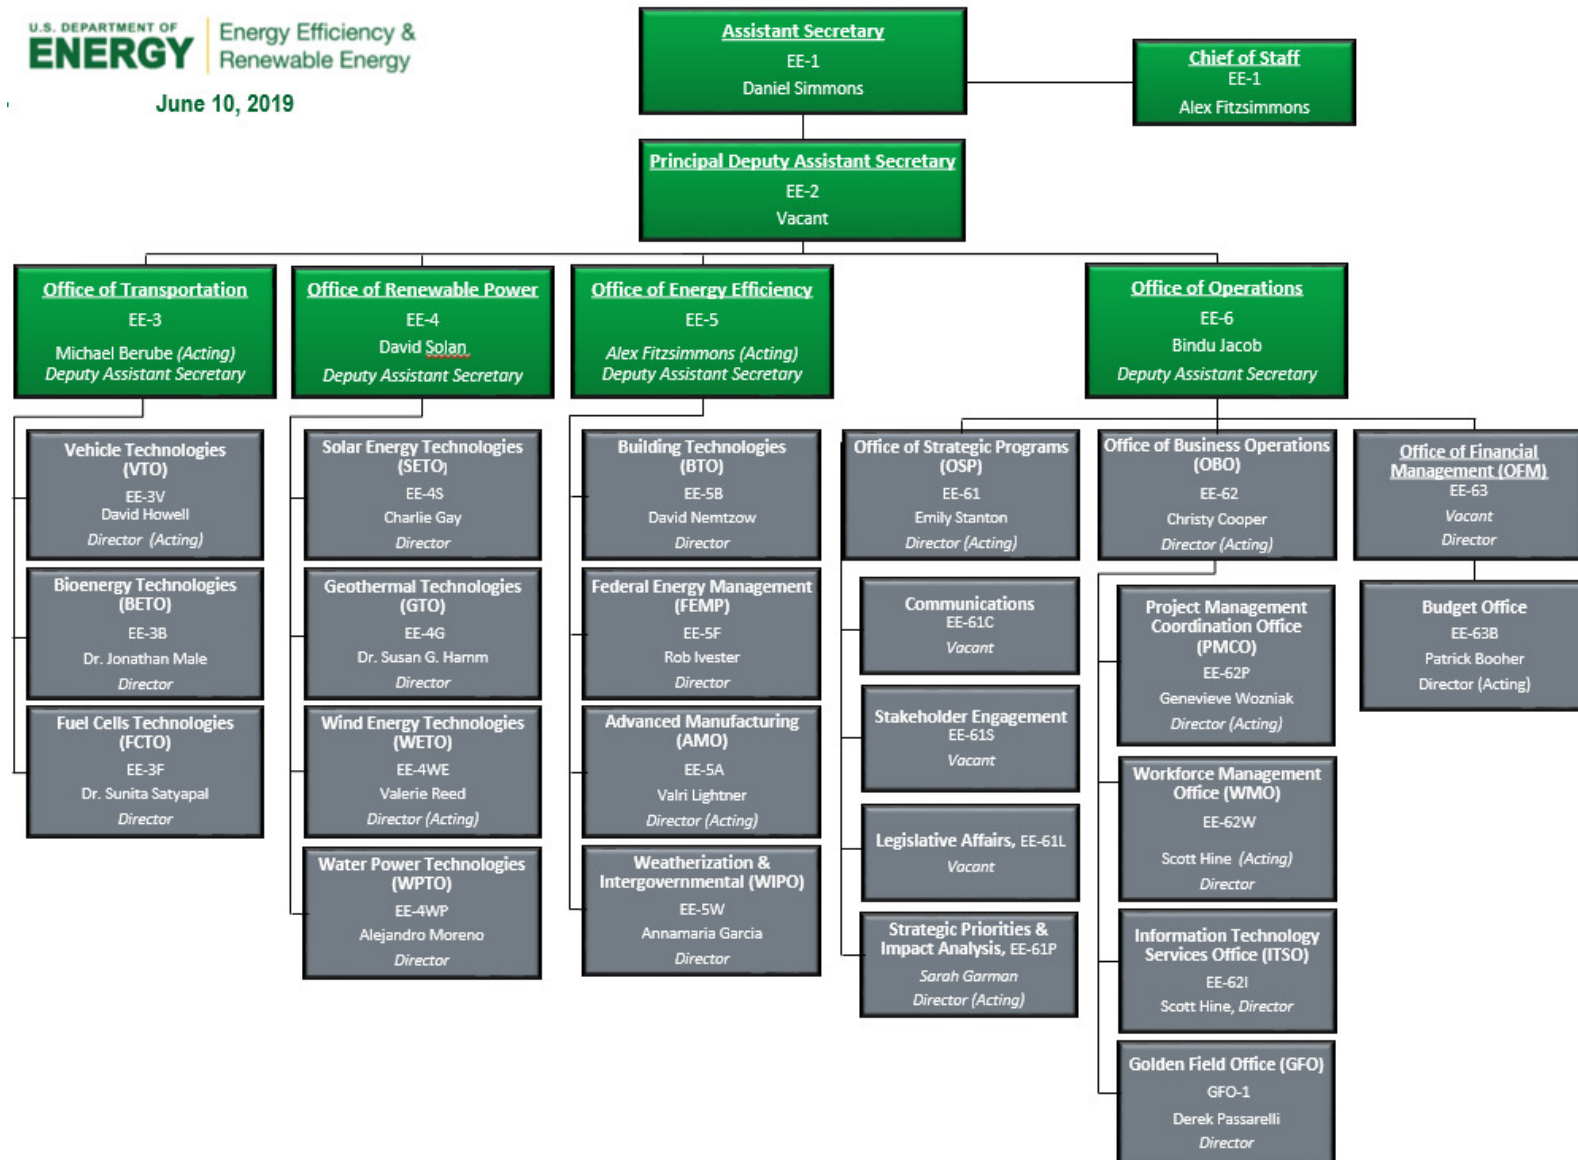 U.S. DEPARTMENT OF
ENERGY
Energy Efficiency &
Renewable Energy
June 10, 2019
Assistant Secretary
EE-1
Daniel Simmons
Chief of Staff
EE-1
Alex Fitzsimmons
Principal Deputy Assistant Secretary
EE-2
Vacant
Office of Transportation
EE-3
Michael Berube (Acting)
Deputy Assistant Secretary
Office of Renewable Power
EE-4
David Solan
Deputy Assistant Secretary
Office of Energy Efficiency
EE-5
Alex Fitzsimmons (Acting)
Deputy Assistant Secretary
Office of Operations
EE-6
Bindu Jacob
Deputy Assistant Secretary
Vehicle Technologies
(VTO)
EE-3V
David Howell
Director (Acting)
Bioenergy Technologies
(BETO)
EE-3B
Dr. Jonathan Male
Director
Fuel Cells Technologies
(FCTO)
EE-3F
Dr. Sunita Satyapal
Director
Solar Energy Technologies
(SETO)
EE-4S
Charlie Gay
Director
Geothermal Technologies
(GTO)
EE-4G
Dr. Susan G. Hamm
Director
Wind Energy Technologies
(WETO)
EE-4WE
Valerie Reed
Director (Acting)
Water Power Technologies
(WPTO)
EE-4WP
Alejandro Moreno
Director
Building Technologies
(BTO)
EE-5B
David Nemtzow
Director
Federal Energy Management
(FEMP)
EE-5F
Rob Ivester
Director
Advanced Manufacturing
(AMO)
EE-5A
Valri Lightner
Director (Acting)
Weatherization &
Intergovernmental (WIPO)
EE-5W
Annamaria Garcia
Director
Office of Strategic Programs
(OSP)
EE-61
Emily Stanton
Director (Acting)
Communications
EE-61C
Vacant
Stakeholder Engagement
EE-61S
Vacant
Legislative Affairs, EE-61L
Vacant
Strategic Priorities &
Impact Analysis, EE-61P
Sarah Garman
Director (Acting)
Office of Business Operations
(OBO)
EE-62
Christy Cooper
Director (Acting)
Project Management
Coordination Office
(PMCO)
EE-62P
Genevieve Wozniak
Director (Acting)
Workforce Management
Office (WMO)
EE-62W
Scott Hine (Acting)
Director
Information Technology
Services Office (ITSO)
EE-62I
Scott Hine, Director
Golden Field Office (GFO)
GFO-1
Derek Passarelli
Director
Office of Financial
Management (OFM)
EE-63
Vacant
Director
Budget Office
EE-63B
Patrick Booher
Director (Acting)